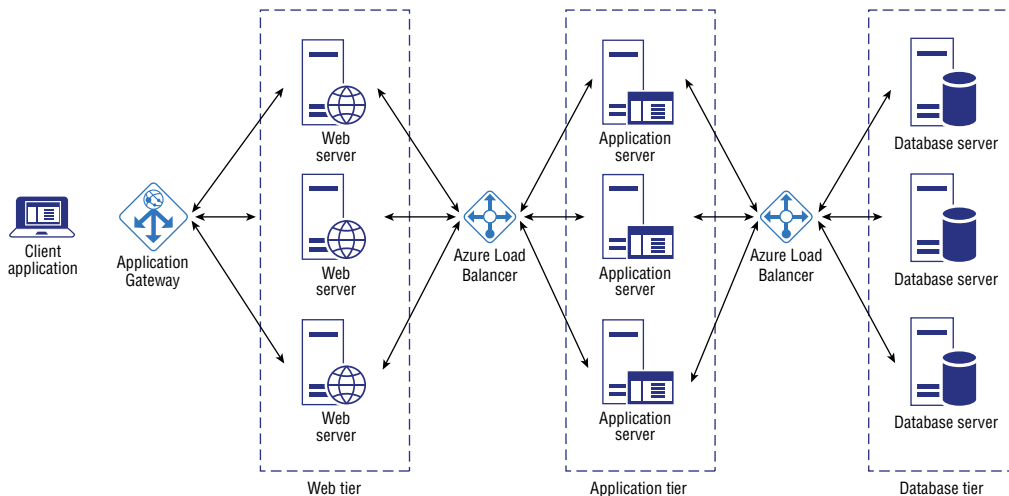 Client
application
Application
Gateway
Web
server
Web
server
Web
server
Web tier
Azure Load
Balancer
Application
server
Application
server
Application
server
Application tier
Azure Load
Balancer
Database server
Database server
Database server
Database tier